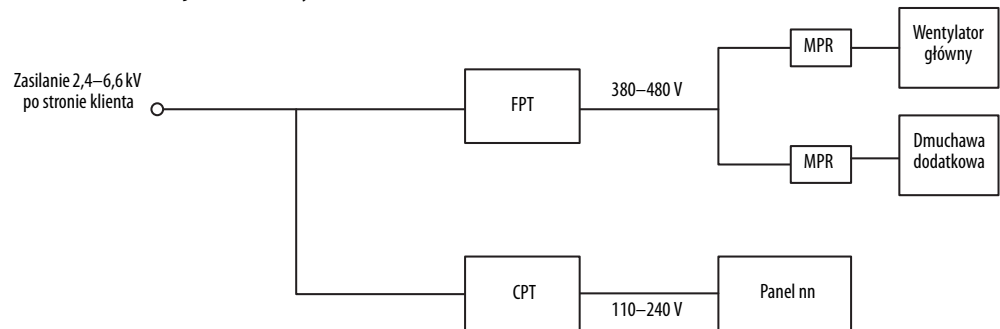 Zasilanie 2,4–6,6 kV
po stronie klienta
FPT
380–480 V
MPR
Wentylator
główny
MPR
Dmuchawa
dodatkowa
CPT
110–240 V
Panel nn